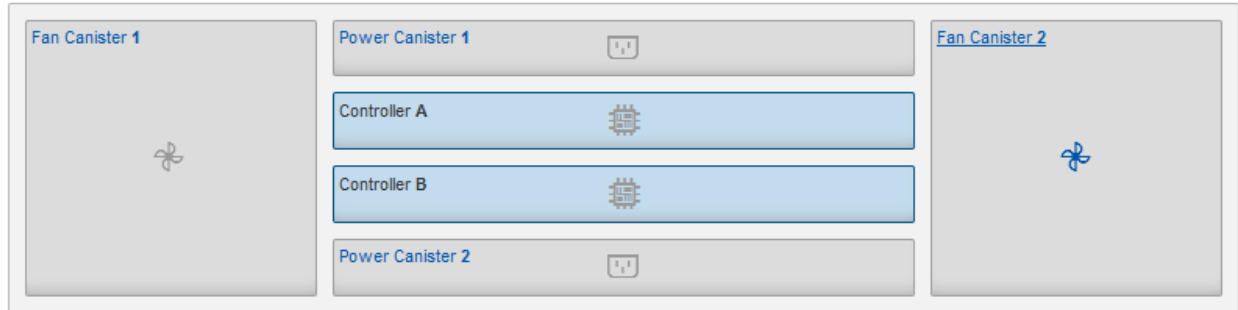 Fan Canister 1
Power Canister 1
Controller A
Controller B
Power Canister 2
Fan Canister 2